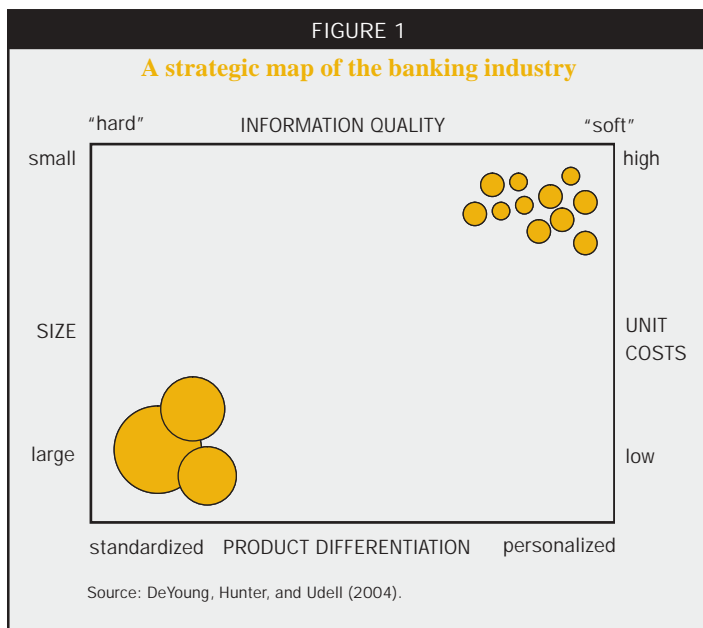 FIGURE 1
A strategic map of the banking industry
"hard" INFORMATION QUALITY "soft"
small high
SIZE UNIT
COSTS
large low
standardized PRODUCT DIFFERENTIATION personalized
Source: DeYoung, Hunter, and Udell (2004).